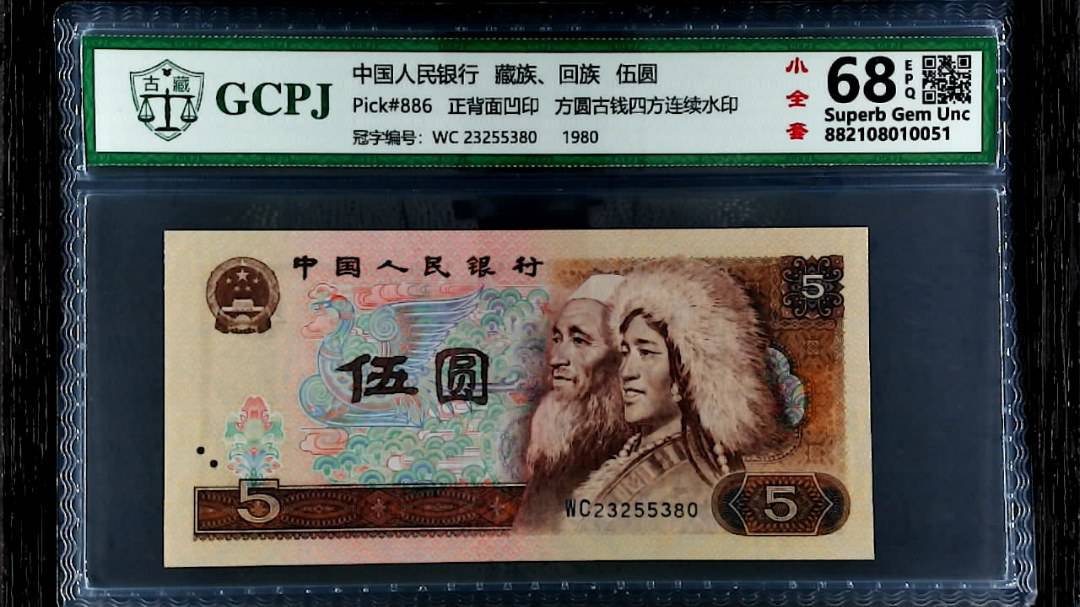 古藏
GCPJ
中国人民银行 藏族、回族 伍圆
Pick#886 正背面凹印 方圆古钱四方连续水印
冠字编号: WC 23255380 1980
小全套
68 EPQ
Superb Gem Unc
882108010051
中国人民银行
5
伍圆
WC23255380
5
5